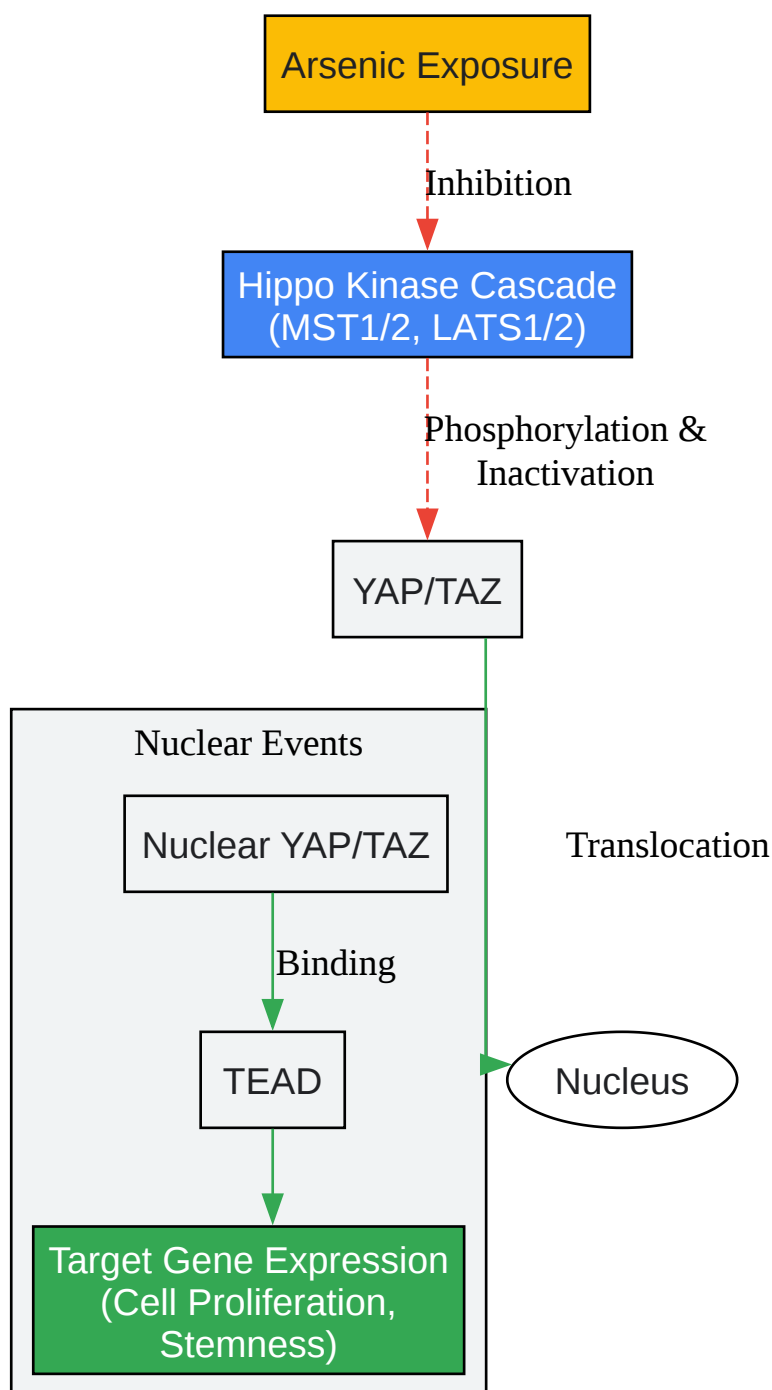 Arsenic Exposure
Inhibition
Hippo Kinase Cascade
(MST1/2, LATS1/2)
Phosphorylation &
Inactivation
YAP/TAZ
Nuclear Events
Nuclear YAP/TAZ
Translocation
Binding
TEAD
Nucleus
Target Gene Expression
(Cell Proliferation,
Stemness)